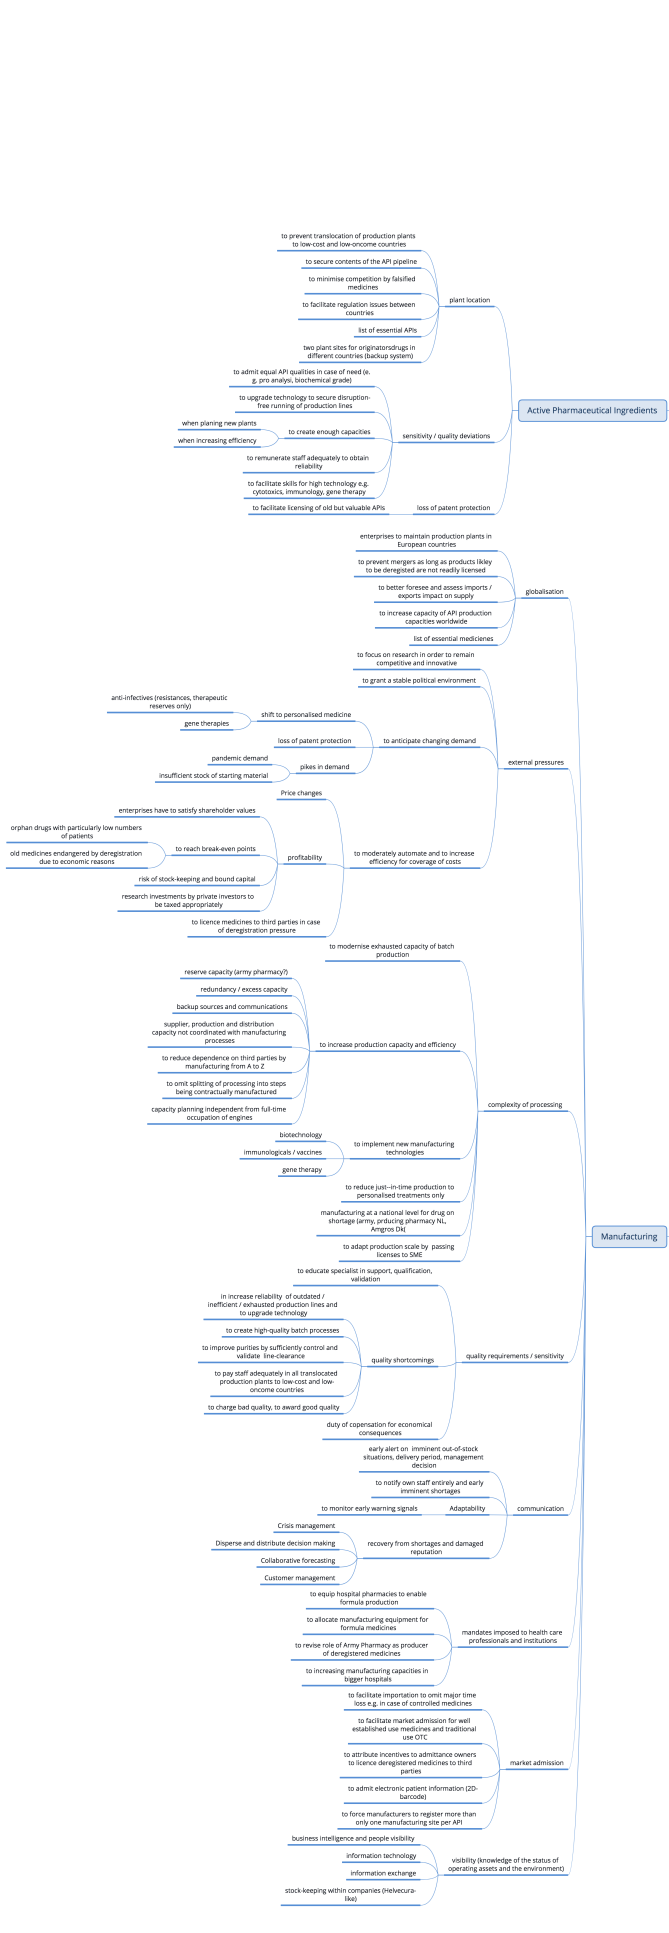 to prevent translocation of production plants
to low-cost and low-oncome countries
to secure contents of the API pipeline
to minimise competition by falsified
medicines
plant location
to facilitate regulation issues between
countries
list of essential APIs
two plant sites for originatorsdrugs in
different countries (backup system)
to admit equal API qualities in case of need (e.
g. pro analysi, biochemical grade)
to upgrade technology to secure disruption-
free running of production lines
Active Pharmaceutical Ingredients
when planing new plants
to create enough capacities
when increasing efficiency
sensitivity / quality deviations
to remunerate staff adequately to obtain
reliability
to facilitate skills for high technology e.g.
cytotoxics, immunology, gene therapy
to facilitate licensing of old but valuable APIs
loss of patent protection
enterprises to maintain production plants in
European countries
to prevent mergers as long as products likley
to be deregisted are not readily licensed
to better foresee and assess imports /
exports impact on supply
globalisation
to increase capacity of API production
capacities worldwide
list of essential medicienes
to focus on research in order to remain
competitive and innovative
to grant a stable political environment
anti-infectives (resistances, therapeutic
reserves only)
shift to personalised medicine
gene therapies
loss of patent protection
to anticipate changing demand
pandemic demand
pikes in demand
insufficient stock of starting material
external pressures
Price changes
enterprises have to satisfy shareholder values
orphan drugs with particularly low numbers
of patients
to reach break-even points
old medicines endangered by deregistration
due to economic reasons
profitability
to moderately automate and to increase
efficiency for coverage of costs
risk of stock-keeping and bound capital
research investments by private investors to
be taxed appropriately
to licence medicines to third parties in case
of deregistration pressure
to modernise exhausted capacity of batch
production
reserve capacity (army pharmacy?)
redundancy / excess capacity
backup sources and communications
supplier, production and distribution
capacity not coordinated with manufacturing
processes
to increase production capacity and efficiency
to reduce dependence on third parties by
manufacturing from A to Z
to omit splitting of processing into steps
being contractually manufactured
capacity planning independent from full-time
occupation of engines
complexity of processing
biotechnology
immunologicals / vaccines
to implement new manufacturing
technologies
gene therapy
to reduce just--in-time production to
personalised treatments only
manufacturing at a national level for drug on
shortage (army, prducing pharmacy NL,
Amgros Dk(
Manufacturing
to adapt production scale by  passing
licenses to SME
to educate specialist in support, qualification,
validation
in increase reliability  of outdated /
inefficient / exhausted production lines and
to upgrade technology
to create high-quality batch processes
to improve purities by sufficiently control and
validate  line-clearance
quality shortcomings
quality requirements / sensitivity
to pay staff adequately in all translocated
production plants to low-cost and low-
oncome countries
to charge bad quality, to award good quality
duty of copensation for economical
consequences
early alert on  imminent out-of-stock
situations, delivery period, management
decision
to notify own staff entirely and early
imminent shortages
to monitor early warning signals
Adaptability
communication
Crisis management
Disperse and distribute decision making
recovery from shortages and damaged
reputation
Collaborative forecasting
Customer management
to equip hospital pharmacies to enable
formula production
to allocate manufacturing equipment for
formula medicines
mandates imposed to health care
professionals and institutions
to revise role of Army Pharmacy as producer
of deregistered medicines
to increasing manufacturing capacities in
bigger hospitals
to facilitate importation to omit major time
loss e.g. in case of controlled medicines
to facilitate market admission for well
established use medicines and traditional
use OTC
to attribute incentives to admittance owners
to licence deregistered medicines to third
parties
market admission
to admit electronic patient information (2D-
barcode)
to force manufacturers to register more than
only one manufacturing site per API
business intelligence and people visibility
information technology
visibility (knowledge of the status of
operating assets and the environment)
information exchange
stock-keeping within companies (Helvecura-
like)